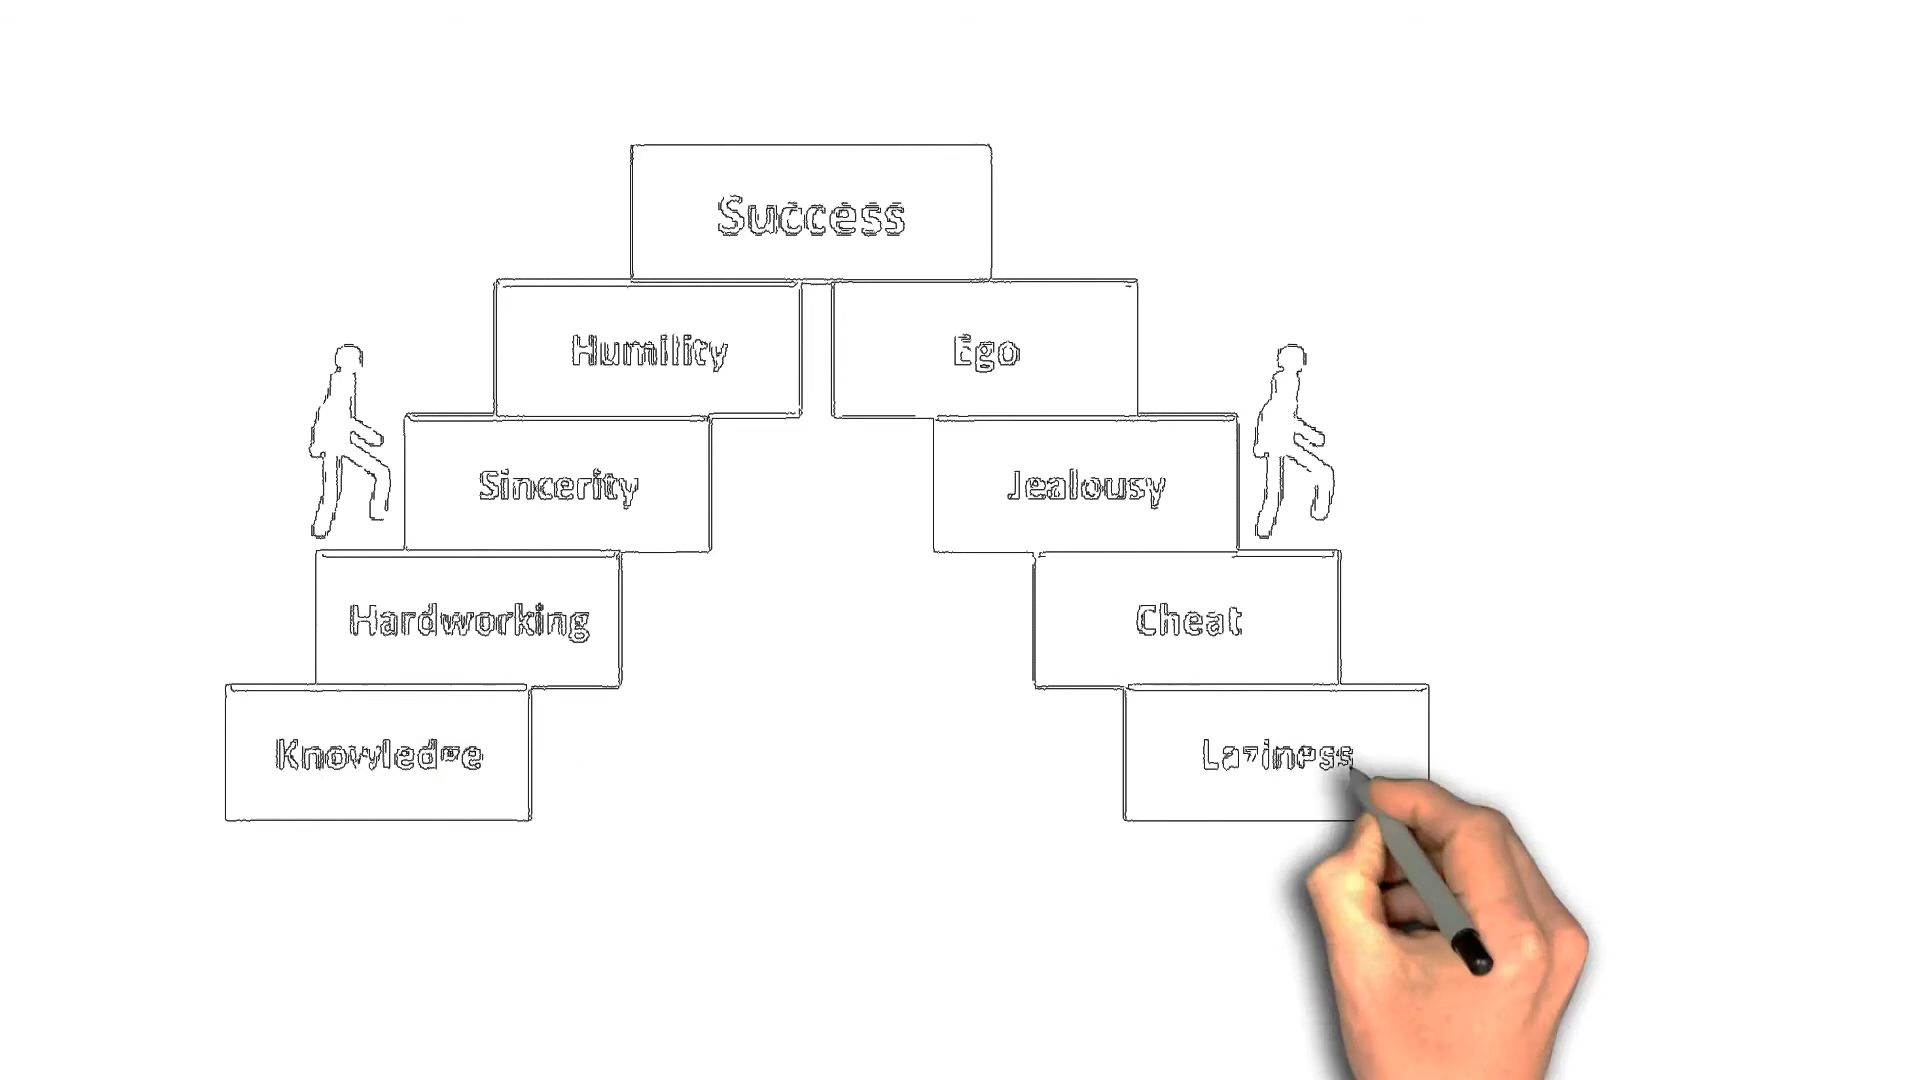 Success
Humility
Ego
Sincerity
Jealousy
Hardworking
Cheat
Knowledge
Laziness